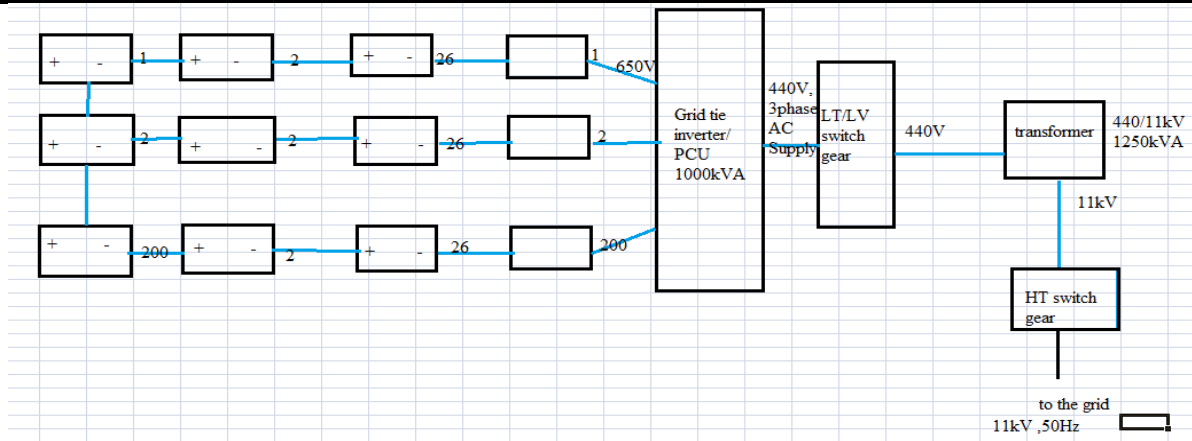 + - 1 + - 2 + - 26 1
650V
+ - 2 + - 2 + - 26 2
+ - 200 + - 2 + - 26 200
Grid tie
inverter/
PCU
1000kVA
440V,
3phase
AC
Supply
LT/LV
switch
gear
440V
transformer
440/11kV
1250kVA
11kV
HT switch
gear
to the grid
11kV ,50Hz